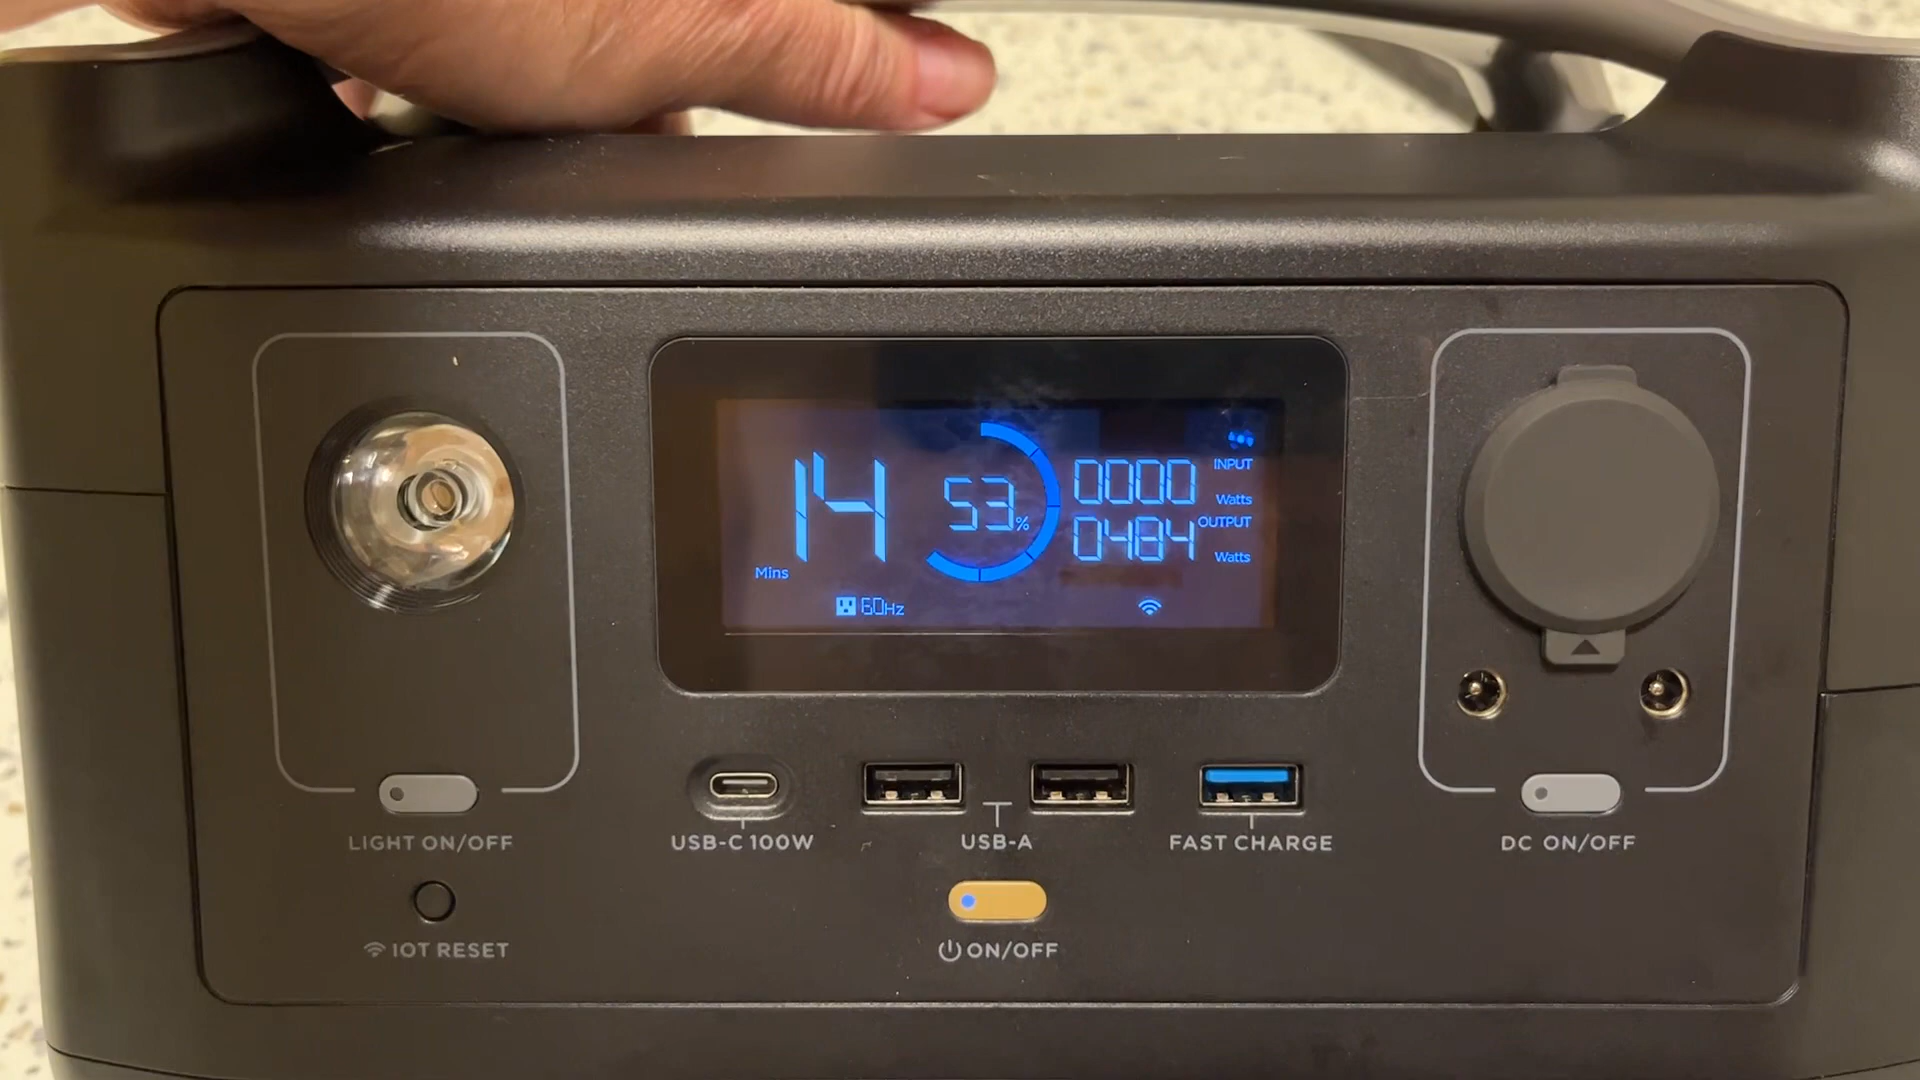 14
Mins
53%
0000
INPUT
Watts
0484
OUTPUT
Watts
60Hz
LIGHT ON/OFF
USB-C 100W
USB-A
FAST CHARGE
DC ON/OFF
IOT RESET
ON/OFF